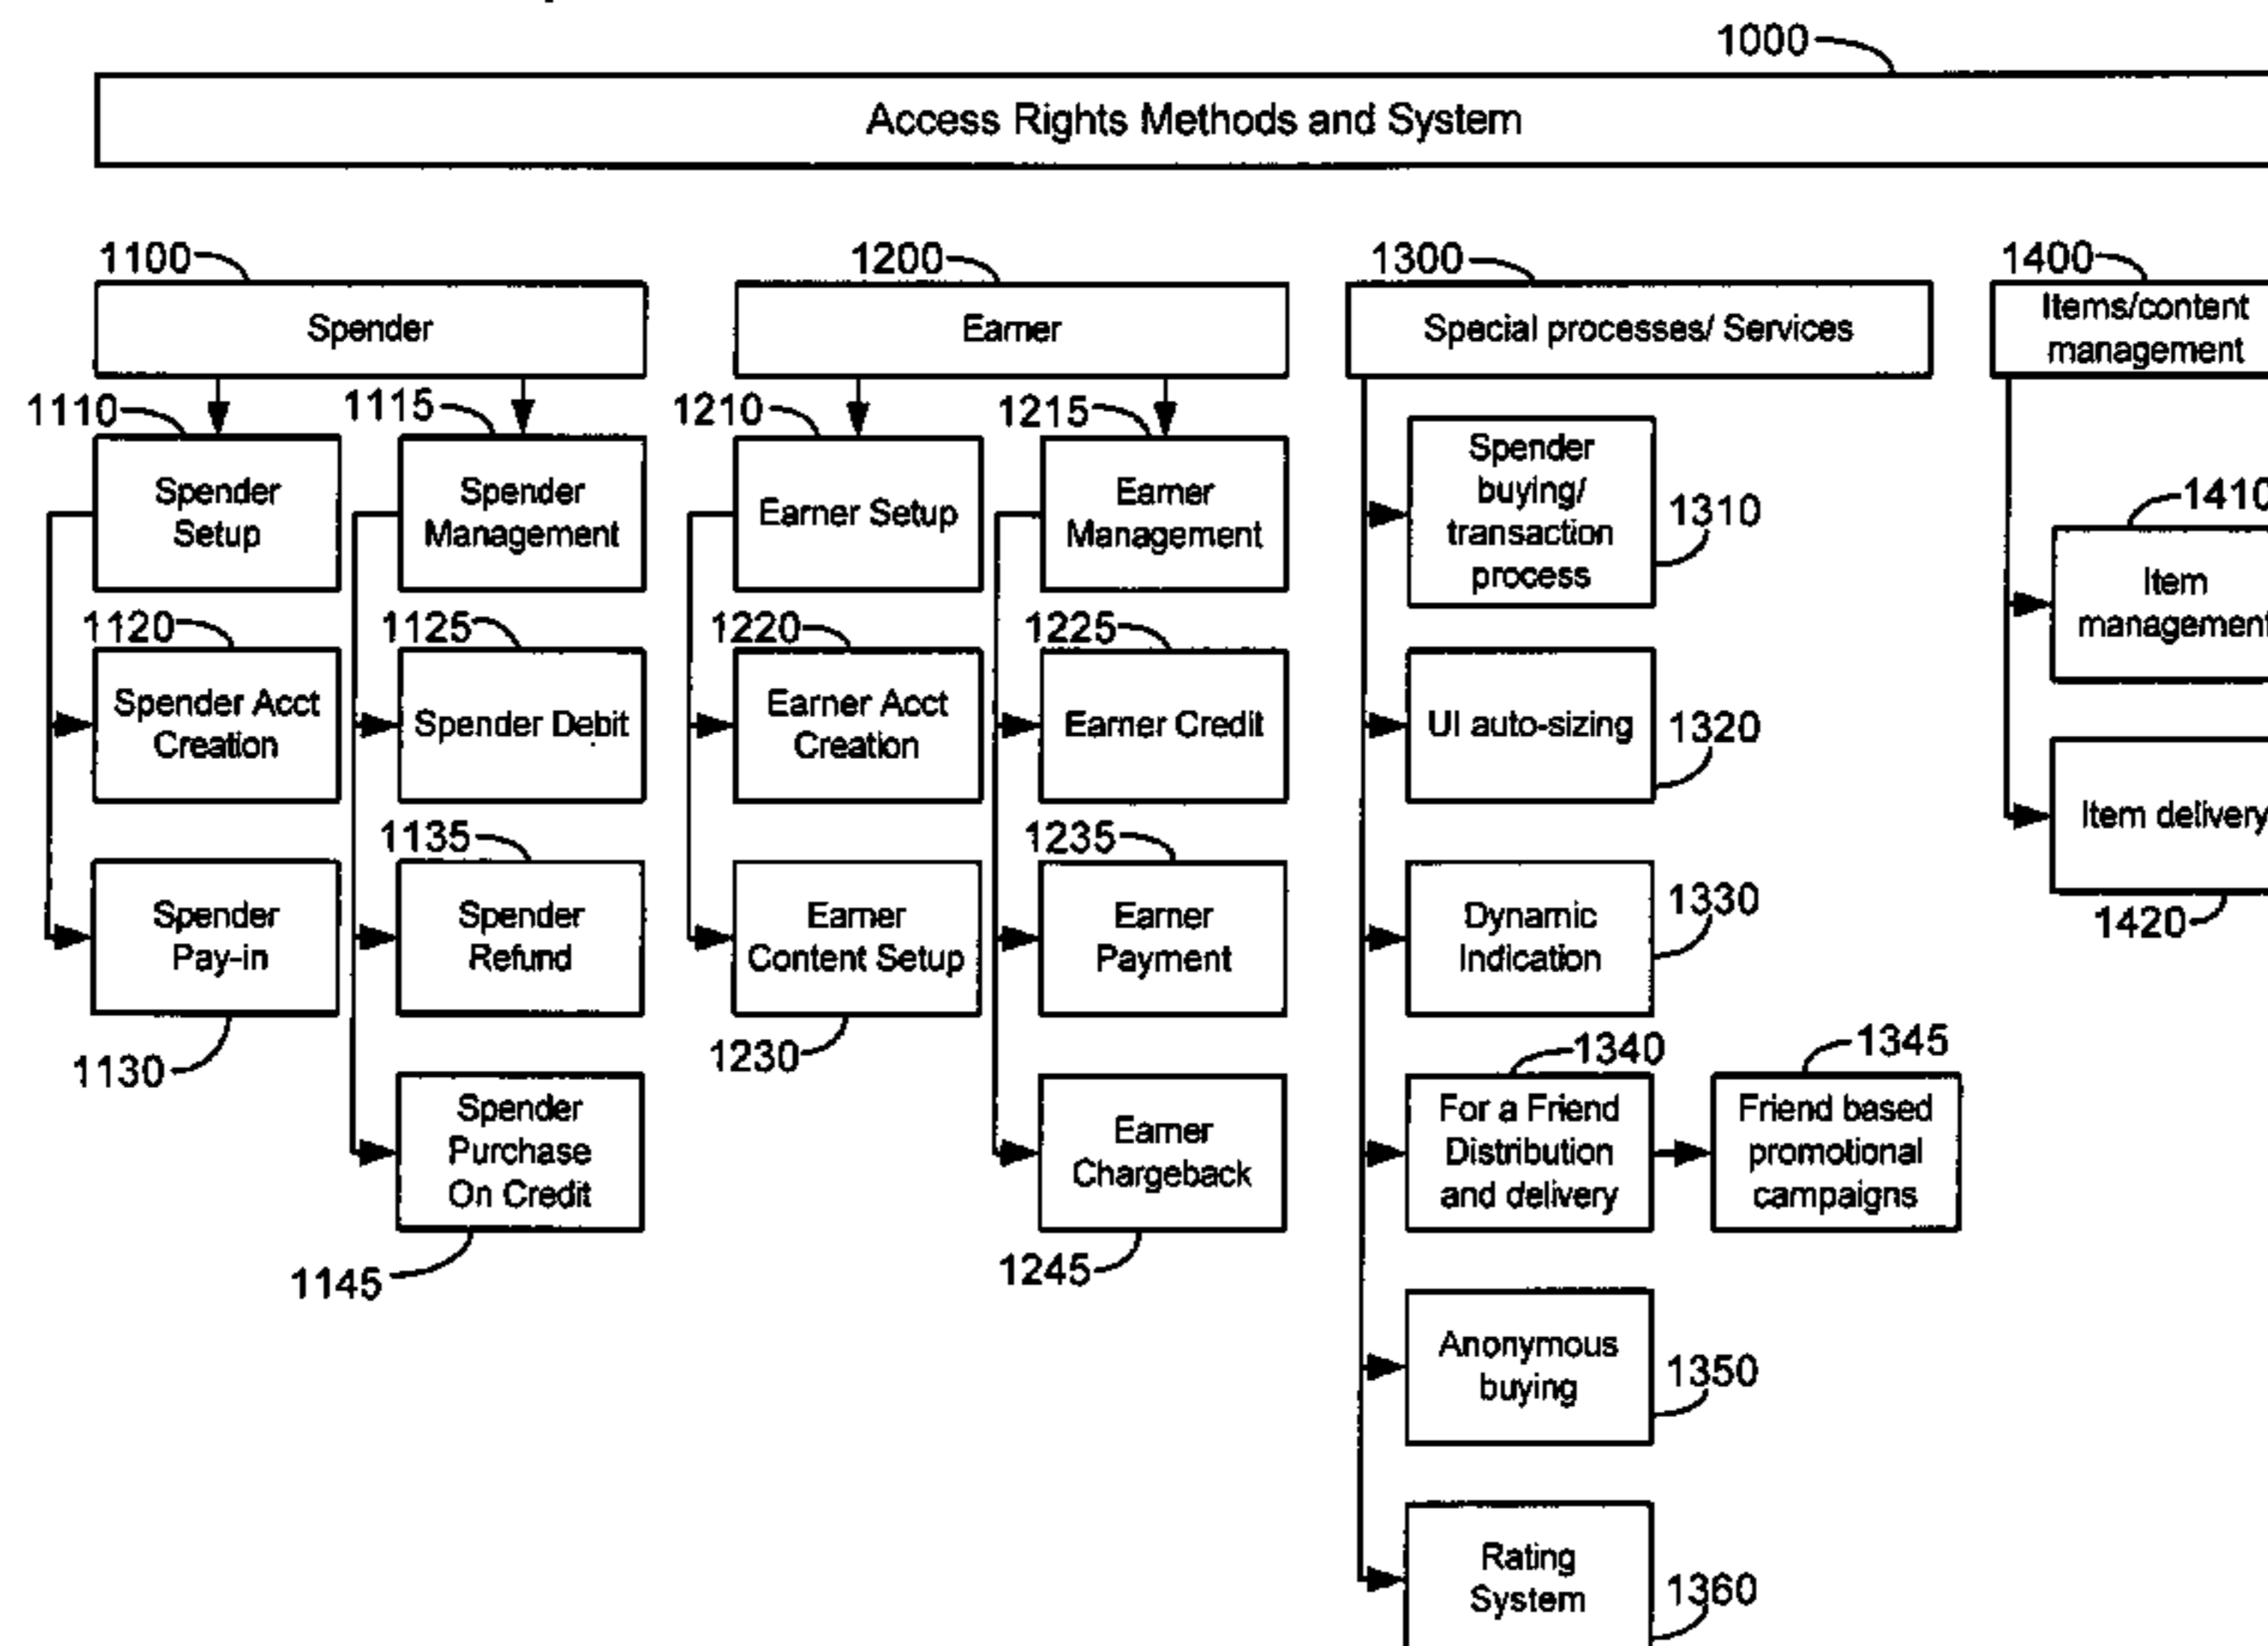 1000
Access Rights Methods and System
1100
Spender
1110
Spender
Setup
1115
Spender
Management
1120
Spender Acct
Creation
1125
Spender Debit
Spender
Pay-in
1130
1135
Spender
Refund
Spender
Purchase
On Credit
1145
1200
Earner
1210
Earner Setup
1215
Earner
Management
1220
Earner Acct
Creation
1225
Earner Credit
Earner
Content Setup
1230
1235
Earner
Payment
Earner
Chargeback
1245
1300
Special processes/ Services
Spender
buying/
transaction
process
1310
UI auto-sizing
1320
Dynamic
Indication
1330
1340
For a Friend
Distribution
and delivery
1345
Friend based
promotional
campaigns
Anonymous
buying
1350
Rating
System
1360
1400
Items/content
management
1410
Item
management
Item delivery
1420